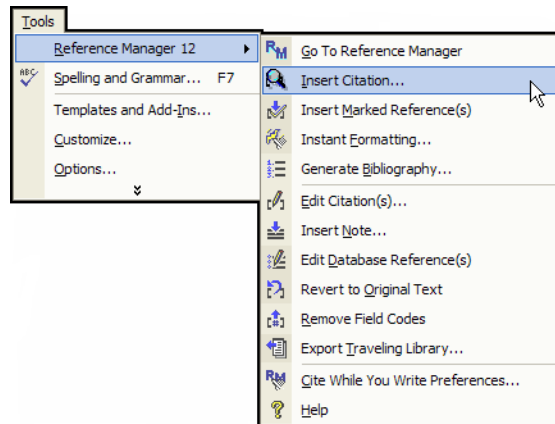 Tools
Reference Manager 12
Spelling and Grammar... F7
Templates and Add-Ins...
Customize...
Options...
Go To Reference Manager
Insert Citation...
Insert Marked Reference(s)
Instant Formatting...
Generate Bibliography...
Edit Citation(s)...
Insert Note...
Edit Database Reference(s)
Revert to Original Text
Remove Field Codes
Export Traveling Library...
Cite While You Write Preferences...
Help